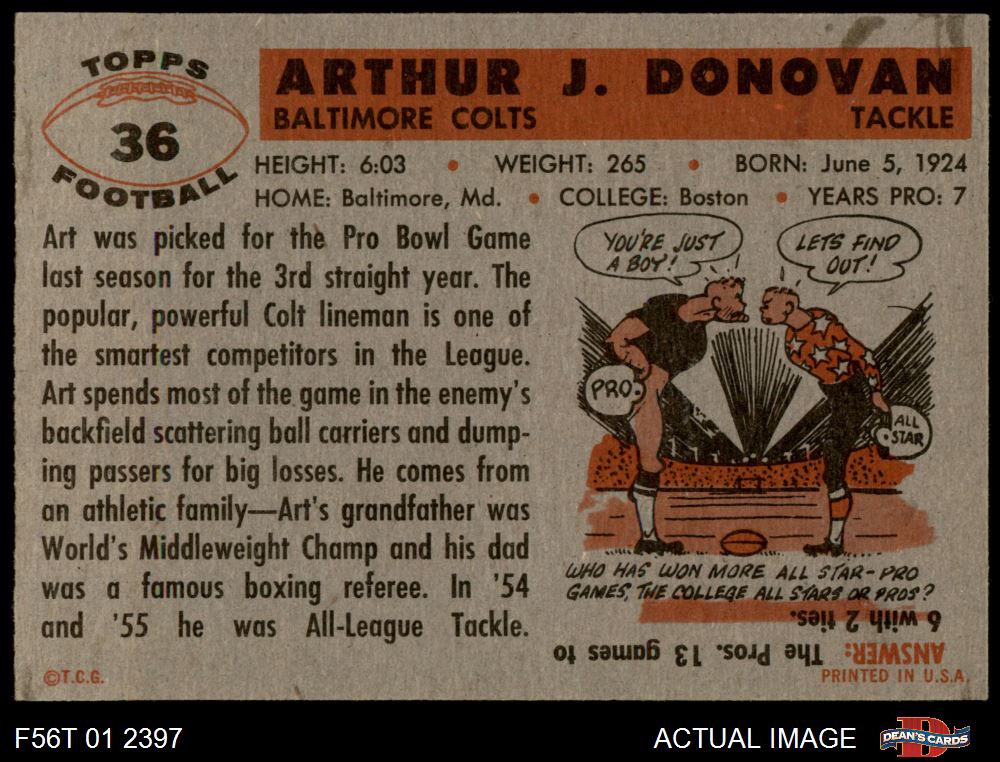 TOPPS
36
FOOTBALL
ARTHUR J. DONOVAN
BALTIMORE COLTS TACKLE
HEIGHT: 6:03 • WEIGHT: 265 • BORN: June 5, 1924
HOME: Baltimore, Md. • COLLEGE: Boston • YEARS PRO: 7
Art was picked for the Pro Bowl Game
last season for the 3rd straight year. The
popular, powerful Colt lineman is one of
the smartest competitors in the League.
Art spends most of the game in the enemy's
backfield scattering ball carriers and dump-
ing passers for big losses. He comes from
an athletic family—Art's grandfather was
World's Middleweight Champ and his dad
was a famous boxing referee. In '54
and '55 he was All-League Tackle.
©T.C.G.
YOU'RE JUST
A BOY!
LETS FIND
OUT!
PRO.
ALL
STAR
WHO HAS WON MORE ALL STAR-PRO
GAMES, THE COLLEGE ALL STARS OR PROS?
ANSWER: The Pros. 13 games to
6 with 2 ties.
PRINTED IN U.S.A.
F56T 01 2397
ACTUAL IMAGE
D
DEAN'S CARDS